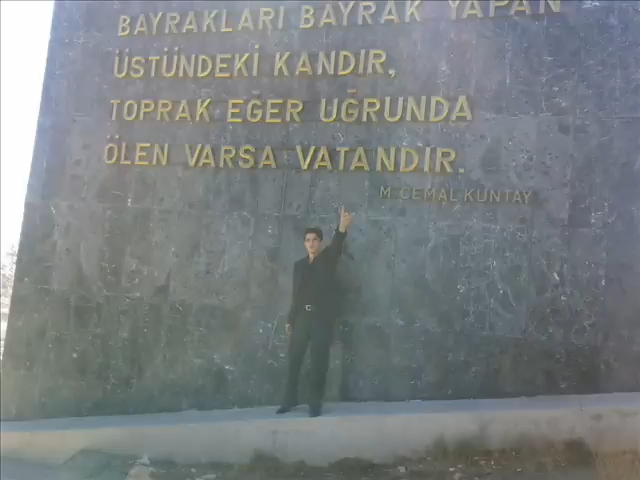 BAYRAKLARI BAYRAK YAPAN
ÜSTÜNDEKİ KANDIR,
TOPRAK EĞER UĞRUNDA
ÖLEN VARSA VATANDIR.
M. CEMAL KUNTAY